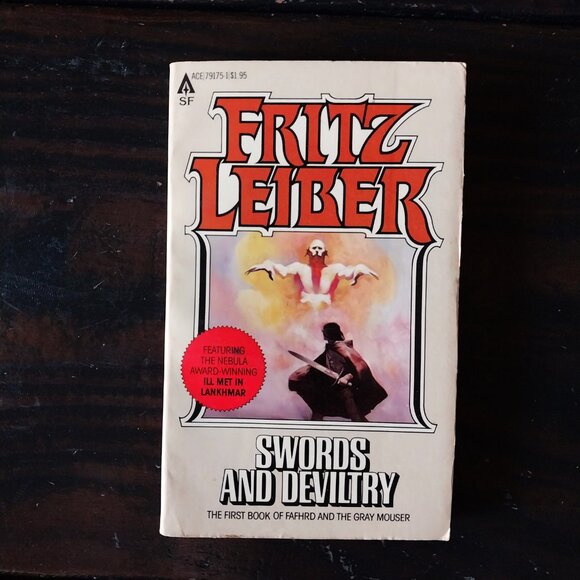 ACE/79175-1/$1.95
SF
FRITZ
LEIBER
FEATURING
THE NEBULA
AWARD-WINNING
ILL MET IN
LANKHMAR
SWORDS
AND DEVILTRY
THE FIRST BOOK OF FAFHRD AND THE GRAY MOUSER